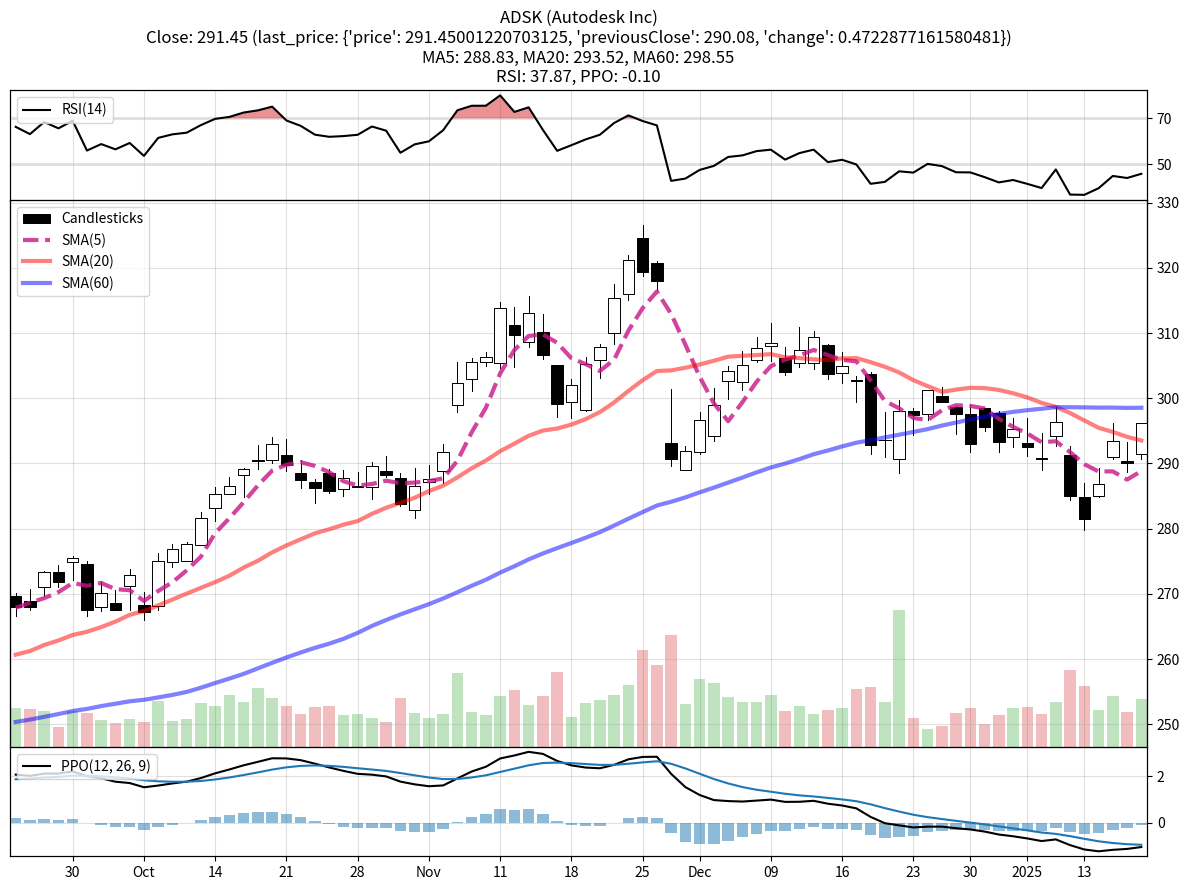 ADSK (Autodesk Inc)
Close: 291.45 (last_price: {'price': 291.45001220703125, 'previousClose': 290.08, 'change': 0.4722877161580481})
MA5: 288.83, MA20: 293.52, MA60: 298.55
RSI: 37.87, PPO: -0.10
RSI(14)
70
50
Candlesticks
SMA(5)
SMA(20)
SMA(60)
330
320
310
300
290
280
270
260
250
PPO(12, 26, 9)
2
0
30 Oct 14 21 28 Nov 11 18 25 Dec 09 16 23 30 2025 13